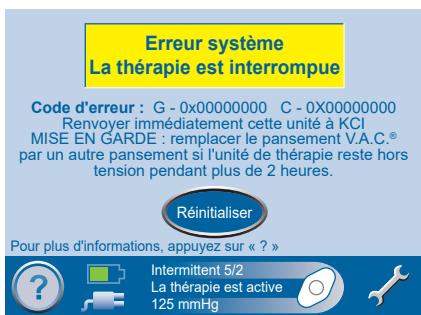 Erreur système
La thérapie est interrompue
Code d'erreur : G - 0x00000000 C - 0X00000000
Renvoyer immédiatement cette unité à KCI
MISE EN GARDE : remplacer le pansement V.A.C.®
par un autre pansement si l'unité de thérapie reste hors
tension pendant plus de 2 heures.
Réinitialiser
Pour plus d'informations, appuyez sur « ? »
?
Intermittent 5/2
La thérapie est active
125 mmHg